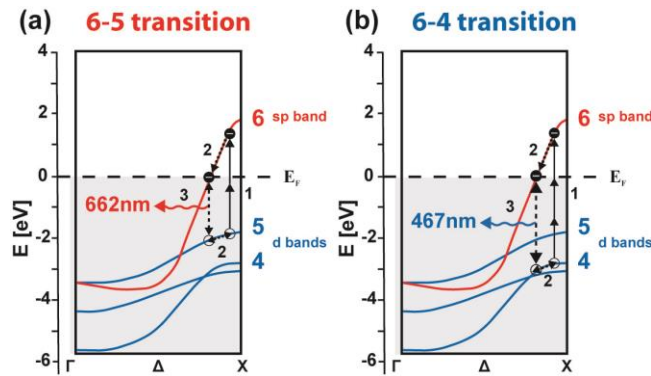 (a) 6-5 transition
4
2
0
-2
-4
-6
E [eV]
6 sp band
E_F
5
d bands
4
2
3
1
2
662nm
Γ
Δ
X
(b) 6-4 transition
4
2
0
-2
-4
-6
E [eV]
6 sp band
E_F
5
d bands
4
2
3
1
2
467nm
Γ
Δ
X